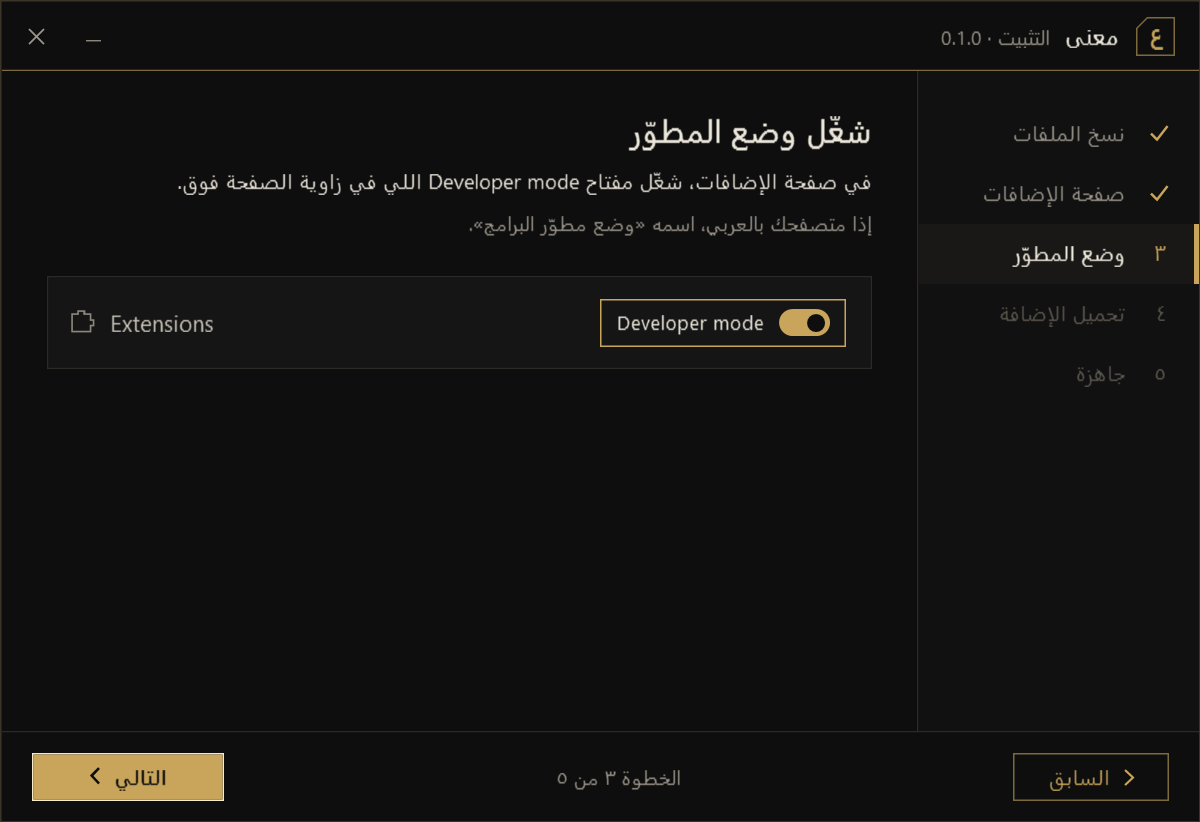 ع معنى التثبيت · 0.1.0
نسخ الملفات
صفحة الإضافات
٣ وضع المطوّر
٤ تحميل الإضافة
٥ جاهزة
شغّل وضع المطوّر
في صفحة الإضافات، شغّل مفتاح Developer mode اللي في زاوية الصفحة فوق.
إذا متصفحك بالعربي، اسمه «وضع مطوّر البرامج».
Extensions
Developer mode
السابق
الخطوة ٣ من ٥
التالي